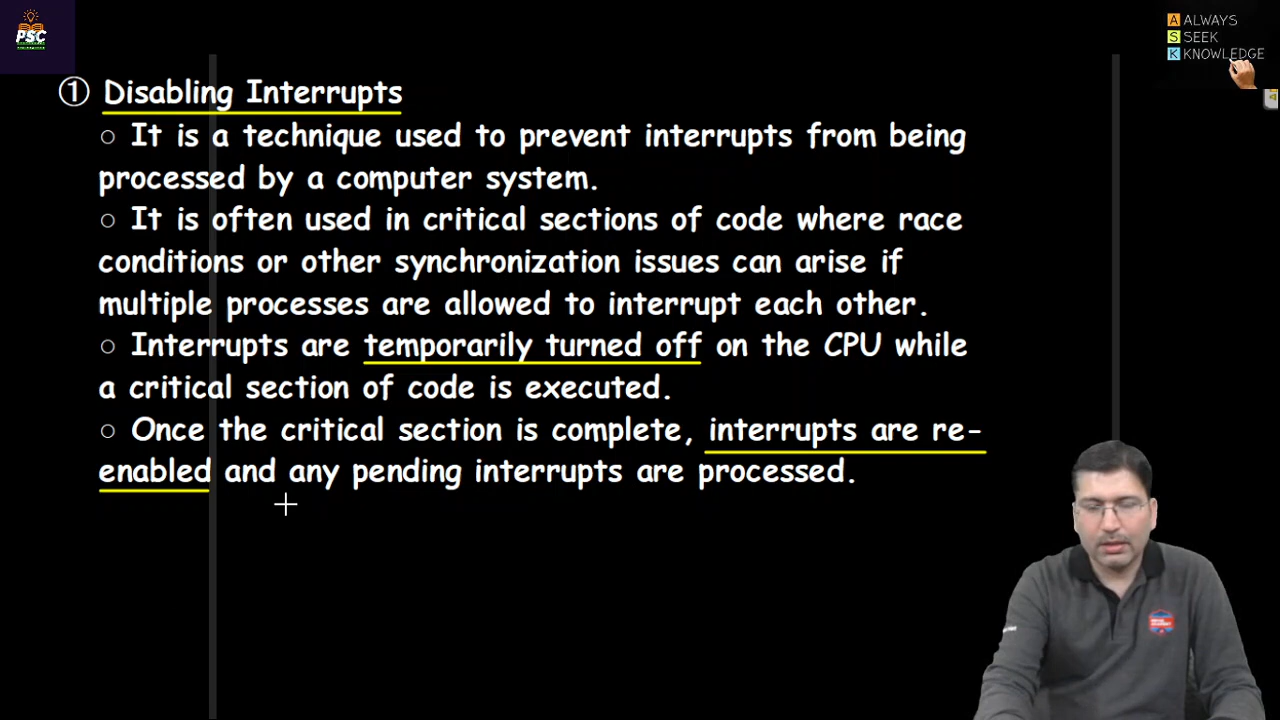 PSC
A ALWAYS
S SEEK
K KNOWLEDGE
① Disabling Interrupts
○ It is a technique used to prevent interrupts from being
processed by a computer system.
○ It is often used in critical sections of code where race
conditions or other synchronization issues can arise if
multiple processes are allowed to interrupt each other.
○ Interrupts are temporarily turned off on the CPU while
a critical section of code is executed.
○ Once the critical section is complete, interrupts are re-
enabled and any pending interrupts are processed.